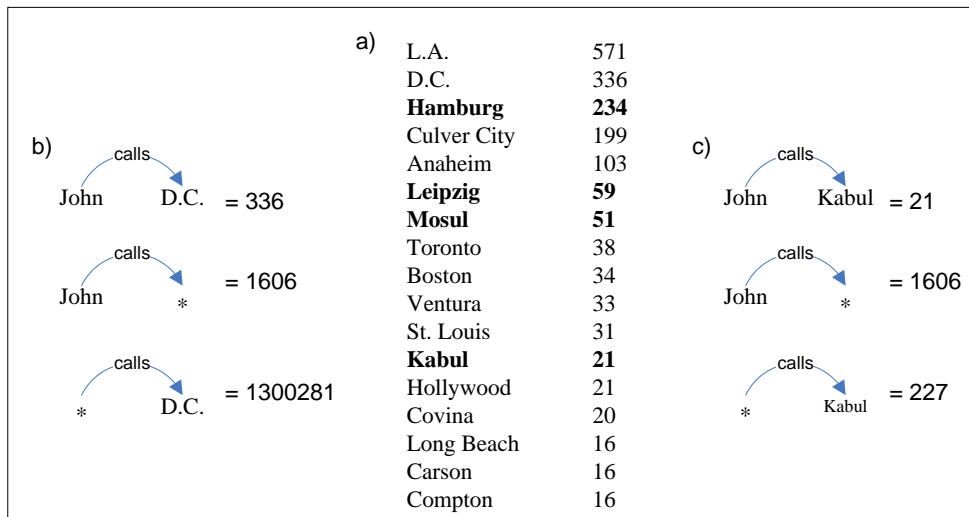 a)
L.A. 571
D.C. 336
Hamburg 234
Culver City 199
Anaheim 103
Leipzig 59
Mosul 51
Toronto 38
Boston 34
Ventura 33
St. Louis 31
Kabul 21
Hollywood 21
Covina 20
Long Beach 16
Carson 16
Compton 16
b)
calls
John D.C. = 336
calls
John * = 1606
calls
* D.C. = 1300281
c)
calls
John Kabul = 21
calls
John * = 1606
calls
* Kabul = 227